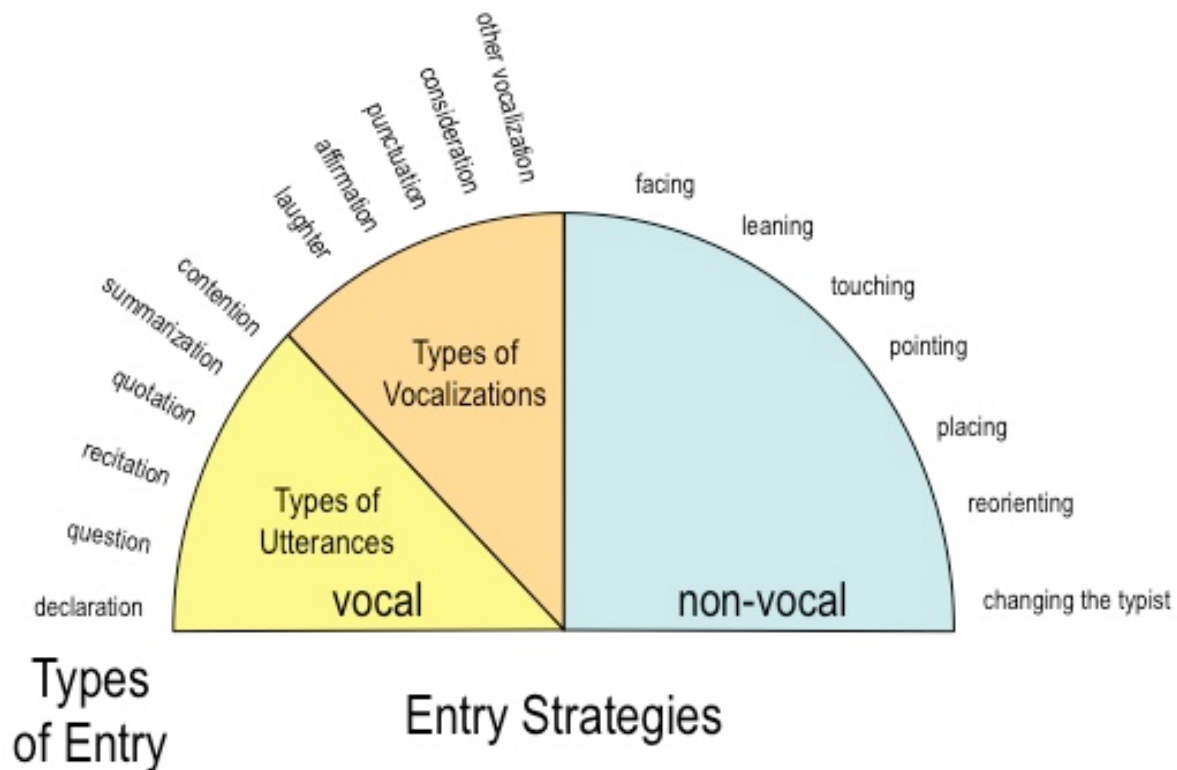 other vocalization
consideration
punctuation
affirmation
laughter
contention
summarization
quotation
recitation
question
declaration
facing
leaning
touching
pointing
placing
reorienting
changing the typist
Types of
Vocalizations
Types of
Utterances
vocal
non-vocal
Types
of Entry
Entry Strategies